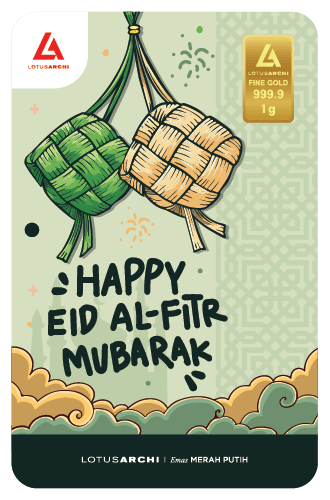 LOTUSARCHI
LOTUSARCHI
FINE GOLD
999.9
1g
HAPPY
EID AL-FITR
MUBARAK
LOTUSARCHI | Emas MERAH PUTIH